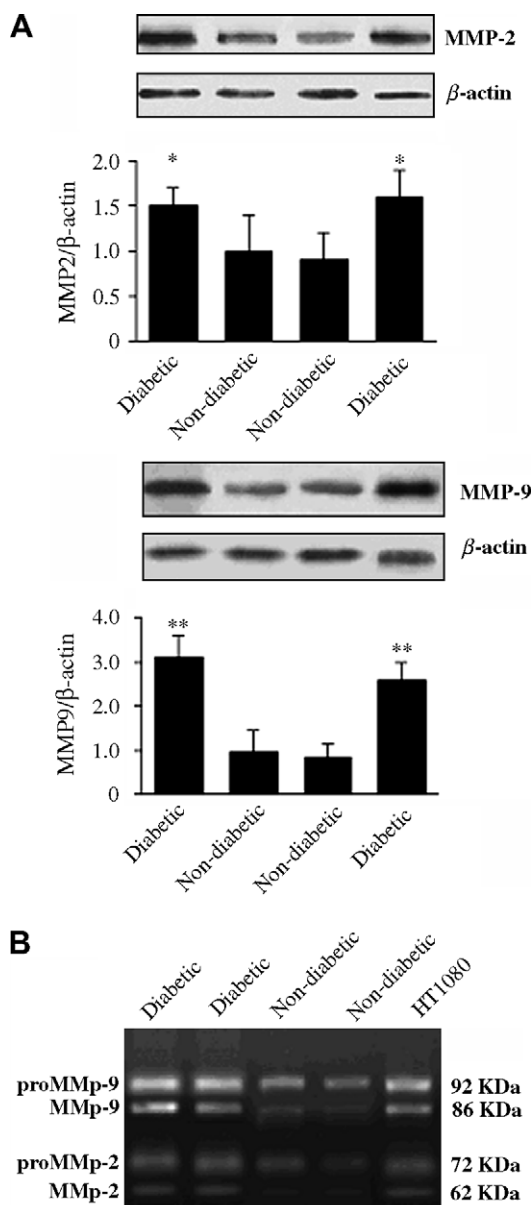 A
MMP-2
β-actin
2.0
1.5
1.0
0.5
0
MMP2/β-actin
* *
Diabetic Non-diabetic Non-diabetic Diabetic
MMP-9
β-actin
4.0
3.0
2.0
1.0
0
MMP9/β-actin
** **
Diabetic Non-diabetic Non-diabetic Diabetic
B
Diabetic Diabetic Non-diabetic Non-diabetic HT1080
proMMp-9 92 KDa
MMp-9 86 KDa
proMMp-2 72 KDa
MMp-2 62 KDa